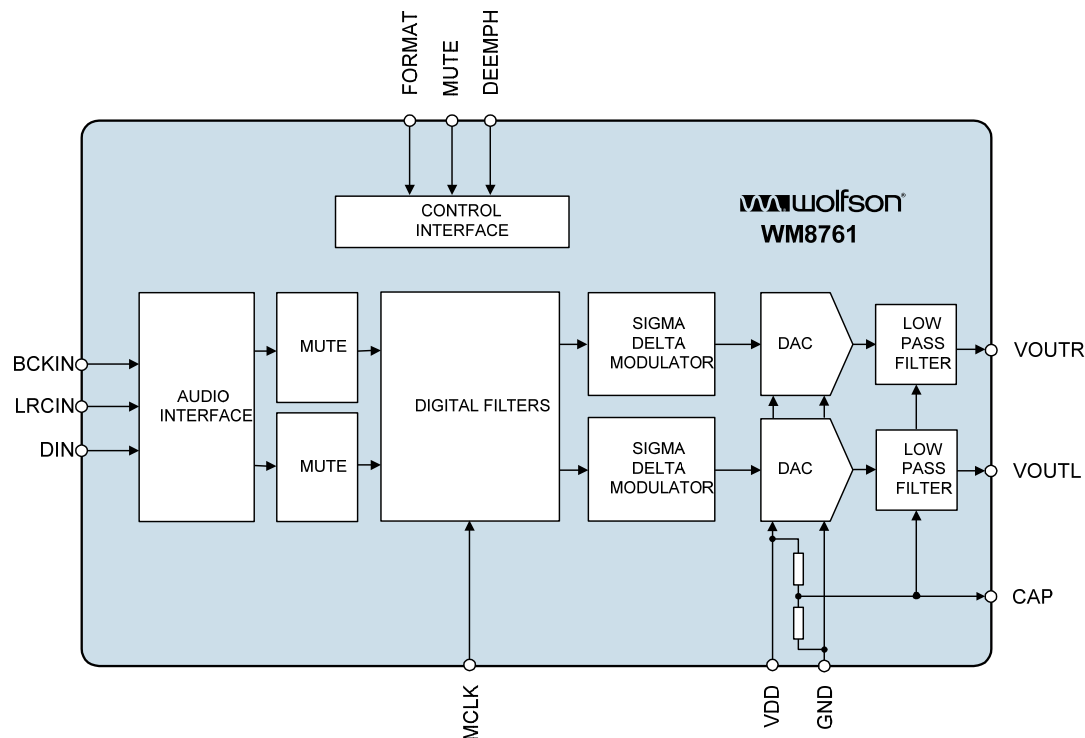 FORMAT
MUTE
DEEMPH
CONTROL
INTERFACE
wolfson®
WM8761
BCKIN
LRCIN
DIN
AUDIO
INTERFACE
MUTE
MUTE
DIGITAL FILTERS
SIGMA
DELTA
MODULATOR
SIGMA
DELTA
MODULATOR
DAC
DAC
LOW
PASS
FILTER
LOW
PASS
FILTER
VOUTR
VOUTL
CAP
MCLK
VDD
GND